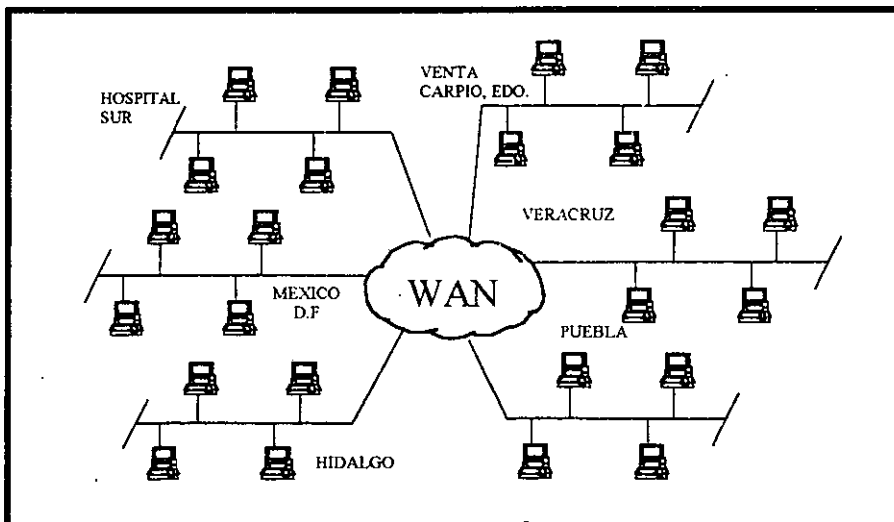 HOSPITAL
SUR
VENTA
CARPIO, EDO.
VERACRUZ
MEXICO
D.F
WAN
PUEBLA
HIDALGO